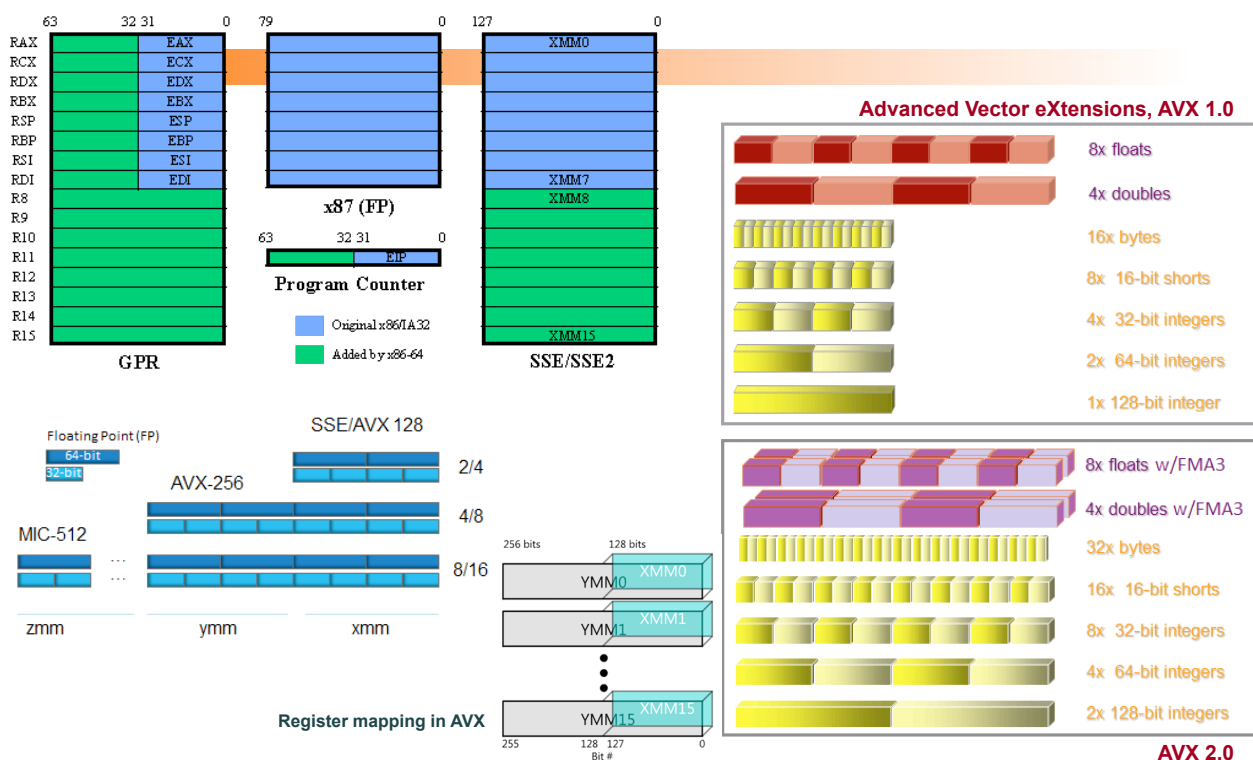 63 32 31 0
79 0
127 0
RAX EAX
RCX ECX
RDX EDX
RBX EBX
RSP ESP
RBP EBP
RSI ESI
RDI EDI
R8
R9
R10
R11
R12
R13
R14
R15
GPR
x87 (FP)
63 32 31 0
EIP
Program Counter
Original x86/IA32
Added by x86-64
XMM0
XMM7
XMM8
XMM15
SSE/SSE2
Advanced Vector eXtensions, AVX 1.0
8x floats
4x doubles
16x bytes
8x 16-bit shorts
4x 32-bit integers
2x 64-bit integers
1x 128-bit integer
Floating Point (FP)
64-bit
32-bit
SSE/AVX 128
2/4
AVX-256
4/8
MIC-512
... 
...
8/16
zmm ymm xmm
256 bits 128 bits
YMM0 XMM0
YMM1 XMM1
YMM15 XMM15
255 128 127 0
Bit #
Register mapping in AVX
8x floats w/FMA3
4x doubles w/FMA3
32x bytes
16x 16-bit shorts
8x 32-bit integers
4x 64-bit integers
2x 128-bit integers
AVX 2.0